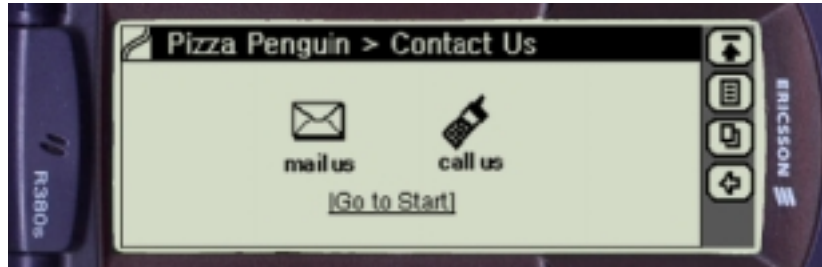 Pizza Penguin > Contact Us
mail us
call us
[Go to Start]
ERICSSON
R380s